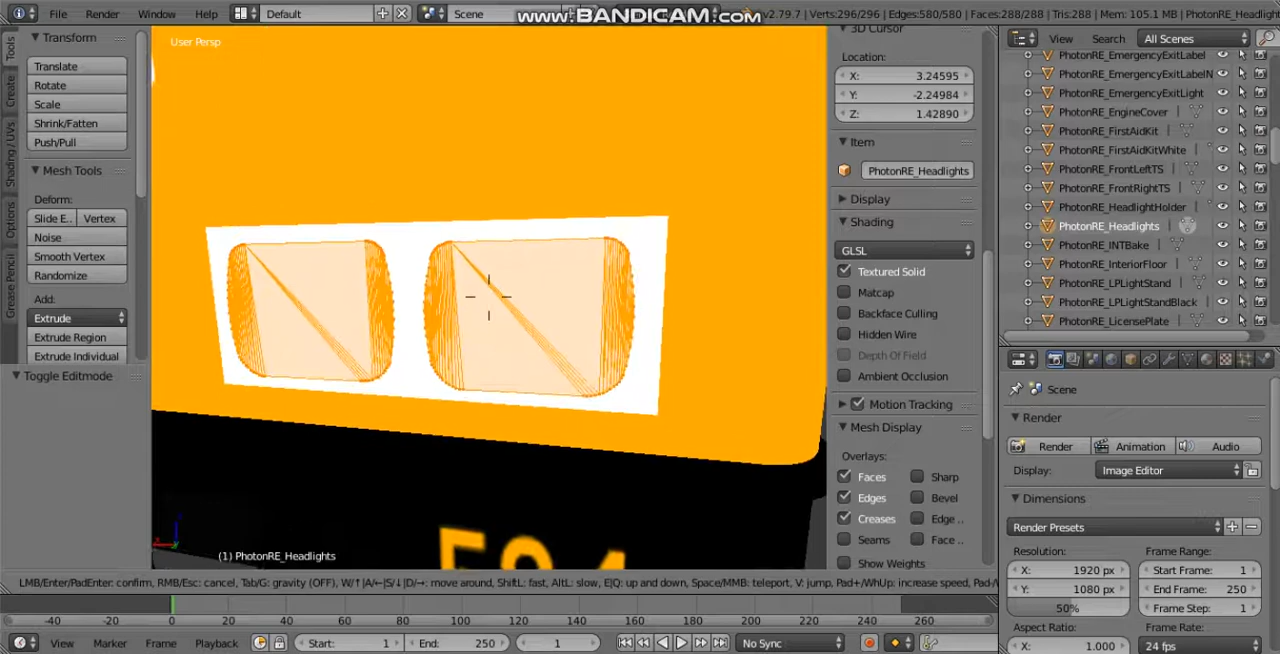 File Render Window Help Default Scene www.BANDICAM.com v2.79.7 | Verts:296/296 | Edges:580/580 | Faces:288/288 | Tris:288 | Mem: 105.1 MB | PhotonRE_Headlights
Transform
Translate
Rotate
Scale
Shrink/Fatten
Push/Pull
Mesh Tools
Deform:
Slide E.. Vertex
Noise
Smooth Vertex
Randomize
Add:
Extrude
Extrude Region
Extrude Individual
Toggle Editmode
Tools
Create
Shading / UVs
Options
Grease Pencil
User Persp
(1) PhotonRE_Headlights
3D Cursor
Location:
X: 3.24595
Y: -2.24984
Z: 1.42890
Item
PhotonRE_Headlights
Display
Shading
GLSL
Textured Solid
Matcap
Backface Culling
Hidden Wire
Depth Of Field
Ambient Occlusion
Motion Tracking
Mesh Display
Overlays:
Faces Sharp
Edges Bevel
Creases Edge ..
Seams Face ..
Show Weights
View Search All Scenes
PhotonRE_EmergencyExitLabel
PhotonRE_EmergencyExitLabelN
PhotonRE_EmergencyExitLight
PhotonRE_EngineCover
PhotonRE_FirstAidKit
PhotonRE_FirstAidKitWhite
PhotonRE_FrontLeftTS
PhotonRE_FrontRightTS
PhotonRE_HeadlightHolder
PhotonRE_Headlights
PhotonRE_INTBake
PhotonRE_InteriorFloor
PhotonRE_LPLightStand
PhotonRE_LPLightStandBlack
PhotonRE_LicensePlate
Scene
Render
Render Animation Audio
Display: Image Editor
Dimensions
Render Presets
Resolution: Frame Range:
X: 1920 px Start Frame: 1
Y: 1080 px End Frame: 250
50% Frame Step: 1
Aspect Ratio: Frame Rate:
X: 1.000 24 fps
LMB/Enter/PadEnter: confirm, RMB/Esc: cancel, Tab/G: gravity (OFF), W/↑|A/←|S/↓|D/→: move around, ShiftL: fast, AltL: slow, E|Q: up and down, Space/MMB: teleport, V: jump, Pad+/WhUp: increase speed, Pad-/
-40 -20 0 20 40 60 80 100 120 140 160 180 200 220 240 260
View Marker Frame Playback Start: 1 End: 250 1 No Sync